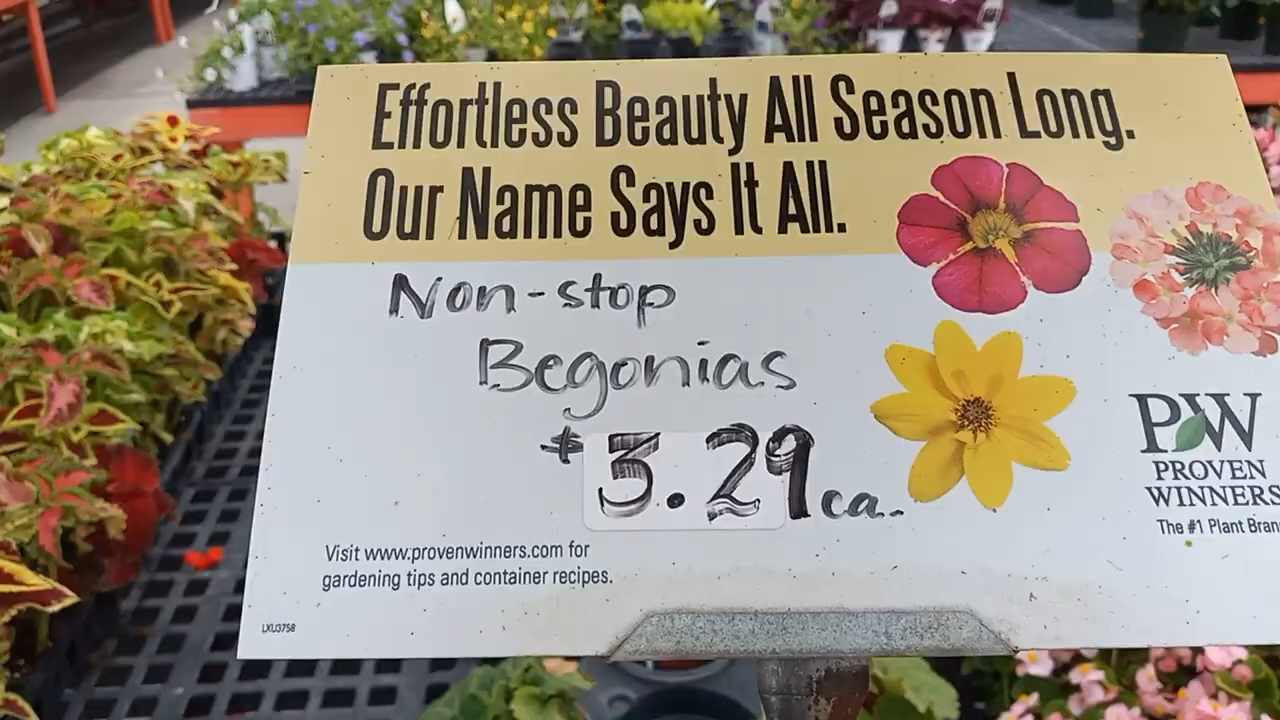 Effortless Beauty All Season Long.
Our Name Says It All.
Non-stop
Begonias
$3.29 ea.
PW
PROVEN
WINNERS
The #1 Plant Bran
Visit www.provenwinners.com for
gardening tips and container recipes.
LXU3758